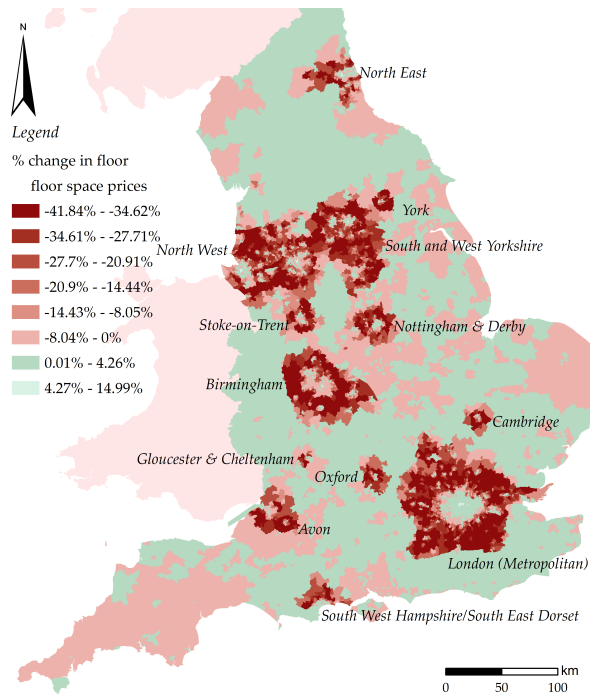 N
Legend
% change in floor
floor space prices
-41.84% - -34.62%
-34.61% - -27.71%
-27.7% - -20.91%
-20.9% - -14.44%
-14.43% - -8.05%
-8.04% - 0%
0.01% - 4.26%
4.27% - 14.99%
North East
York
North West
South and West Yorkshire
Stoke-on-Trent
Nottingham & Derby
Birmingham
Cambridge
Gloucester & Cheltenham
Oxford
Avon
London (Metropolitan)
South West Hampshire/South East Dorset
km
0 50 100